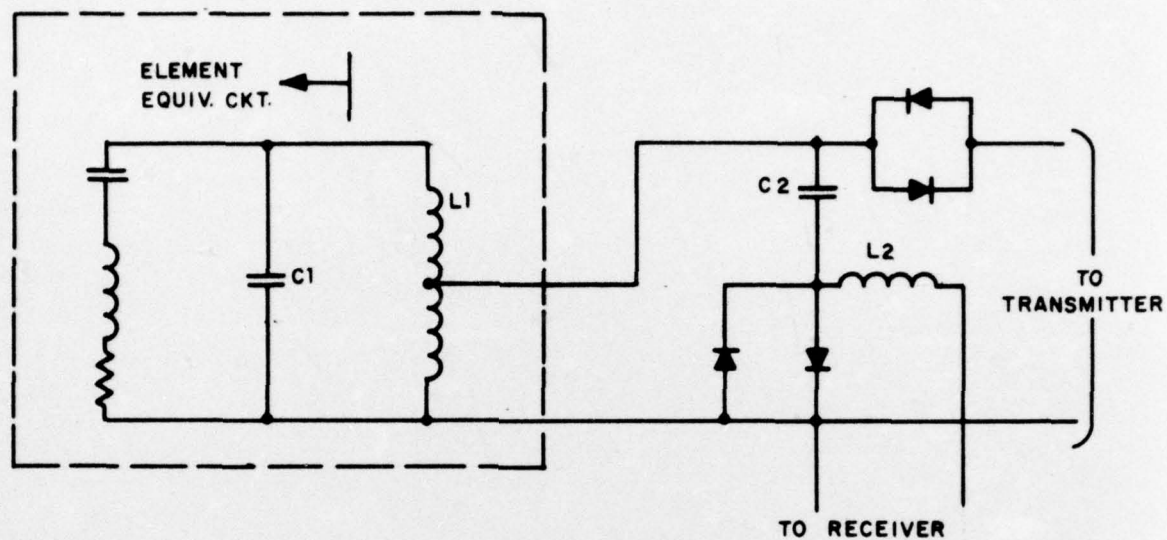 ELEMENT
EQUIV. CKT.
L1
C1
C2
L2
TO
TRANSMITTER
TO RECEIVER